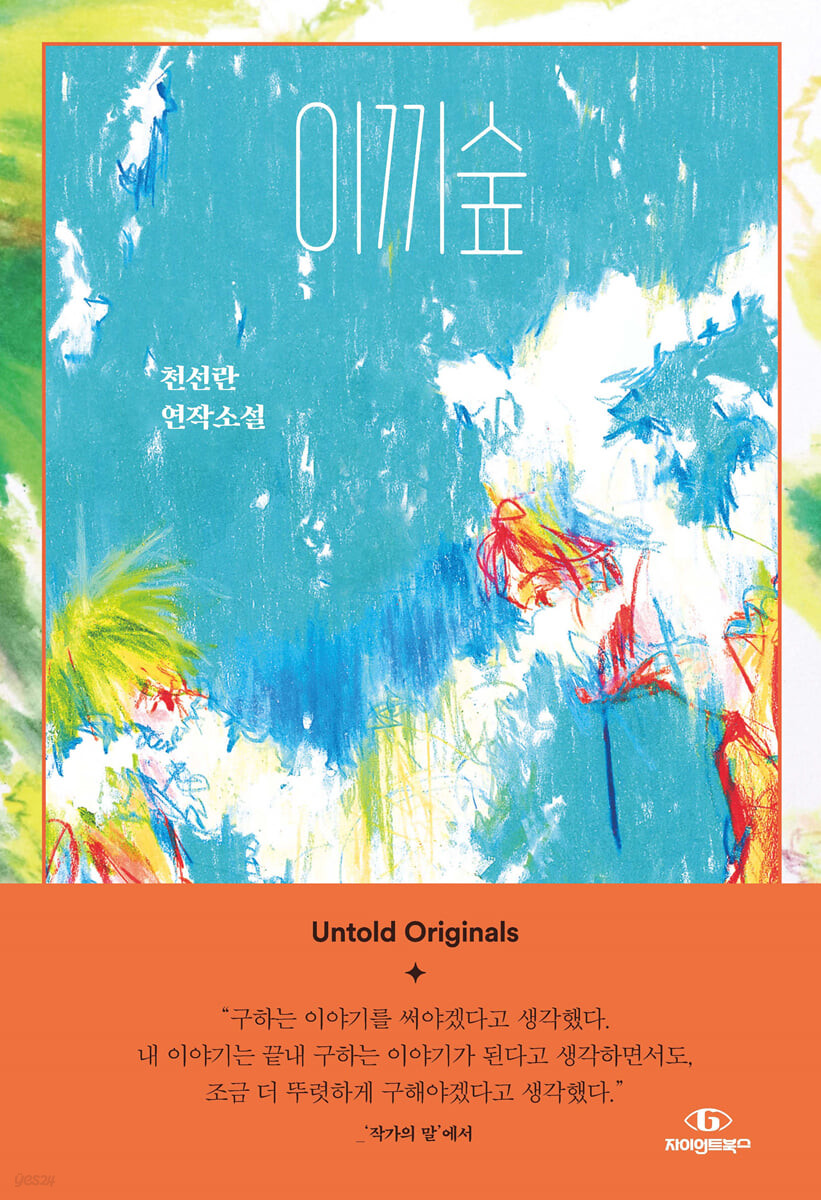 이끼숲
천선란
연작소설
Untold Originals
“구하는 이야기를 써야겠다고 생각했다.
내 이야기는 끝내 구하는 이야기가 된다고 생각하면서도,
조금 더 뚜렷하게 구해야겠다고 생각했다.”
_‘작가의 말’에서
자이언트북스
yes24